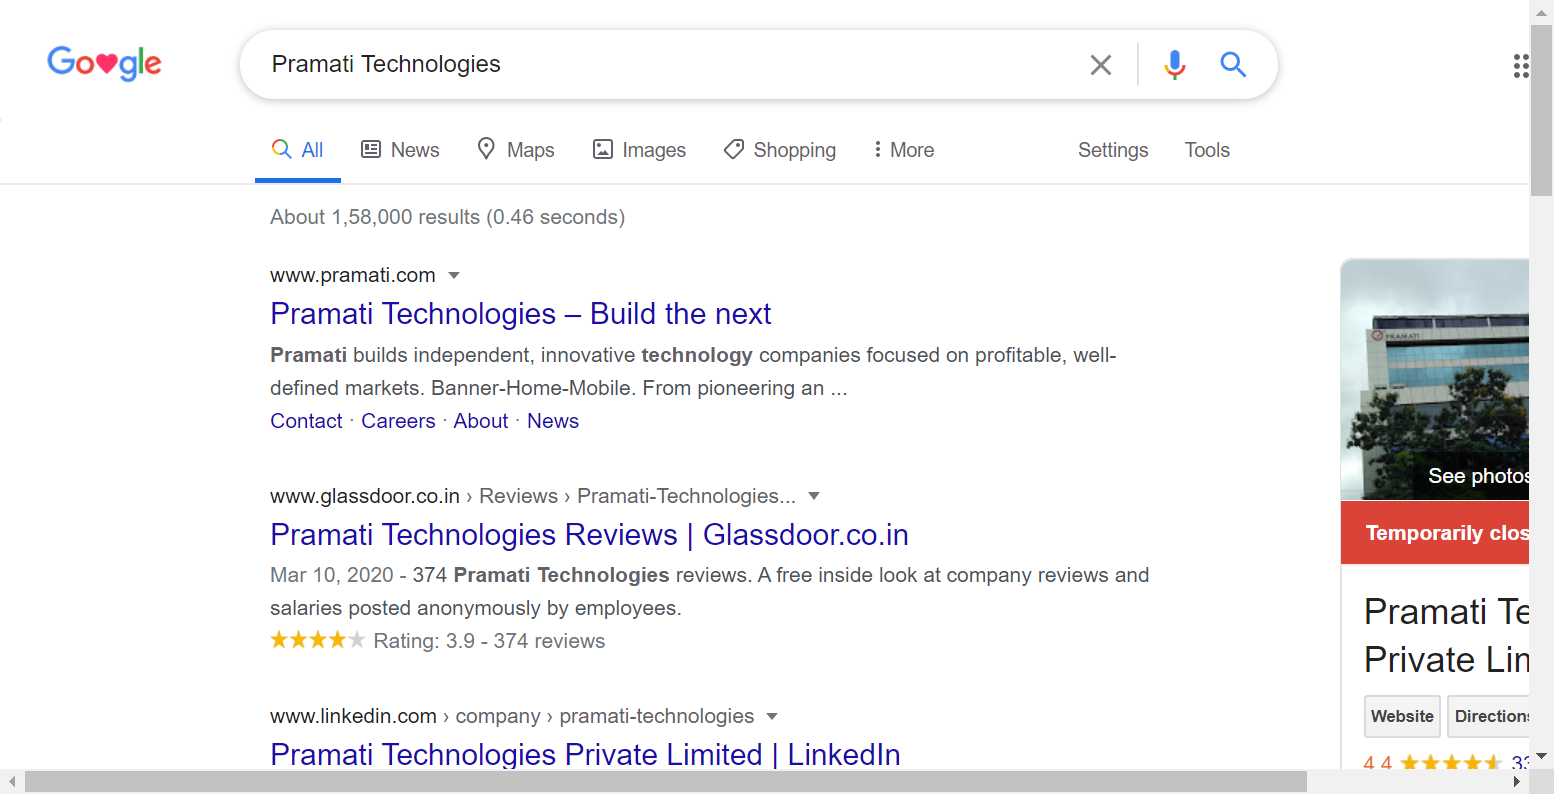 Google
Pramati Technologies
All News Maps Images Shopping More Settings Tools
About 1,58,000 results (0.46 seconds)
www.pramati.com
Pramati Technologies – Build the next
Pramati builds independent, innovative technology companies focused on profitable, well-
defined markets. Banner-Home-Mobile. From pioneering an ...
Contact · Careers · About · News
www.glassdoor.co.in › Reviews › Pramati-Technologies...
Pramati Technologies Reviews | Glassdoor.co.in
Mar 10, 2020 - 374 Pramati Technologies reviews. A free inside look at company reviews and
salaries posted anonymously by employees.
Rating: 3.9 - 374 reviews
www.linkedin.com › company › pramati-technologies
Pramati Technologies Private Limited | LinkedIn
PRAMATI
See photos
Temporarily clos
Pramati Te
Private Lin
Website Directions
4.4 33